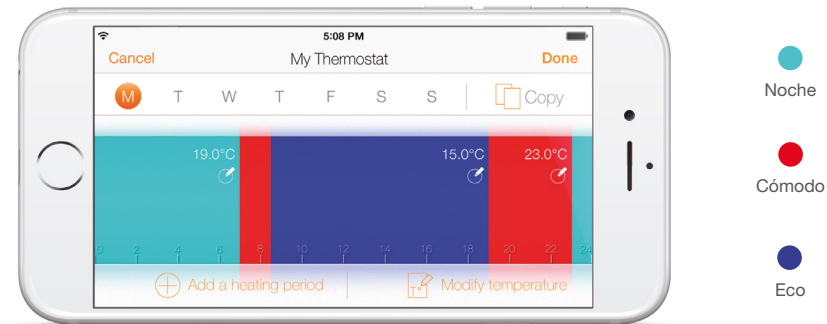 5:08 PM
Cancel My Thermostat Done
M T W T F S S Copy
19.0°C 15.0°C 23.0°C
0 2 4 6 8 10 12 14 16 18 20 22 24
Add a heating period T° Modify temperature
Noche
Cómodo
Eco